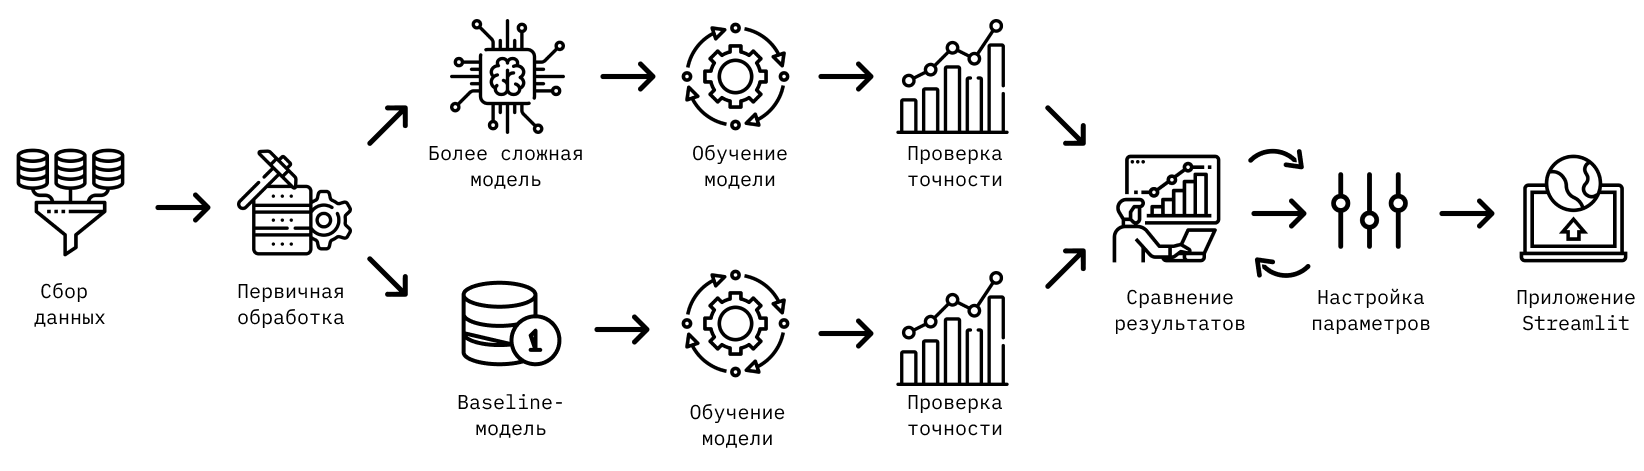 Сбор
данных
Первичная
обработка
Более сложная
модель
Обучение
модели
Проверка
точности
Baseline-
модель
1
Обучение
модели
Проверка
точности
Сравнение
результатов
Настройка
параметров
Приложение
Streamlit